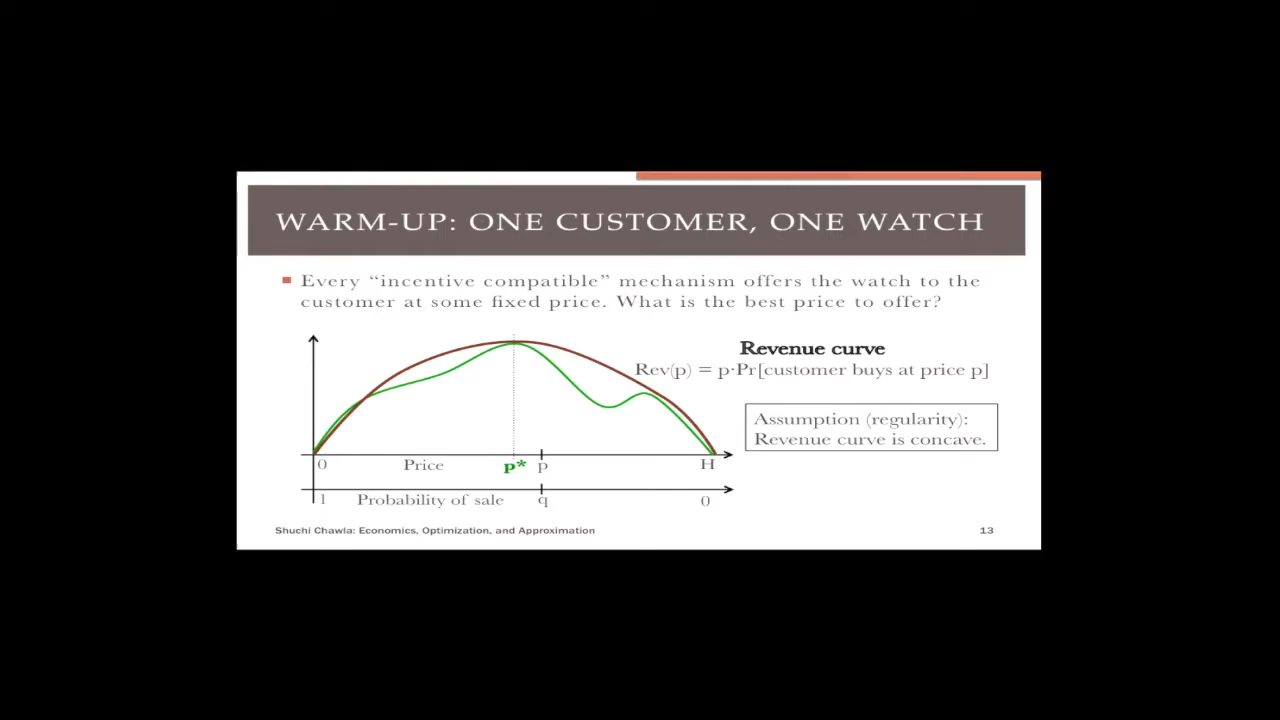 WARM-UP: ONE CUSTOMER, ONE WATCH
Every “incentive compatible” mechanism offers the watch to the
customer at some fixed price. What is the best price to offer?
Revenue curve
Rev(p) = p·Pr[customer buys at price p]
Assumption (regularity):
Revenue curve is concave.
0 Price p* p H
1 Probability of sale q 0
Shuchi Chawla: Economics, Optimization, and Approximation 13